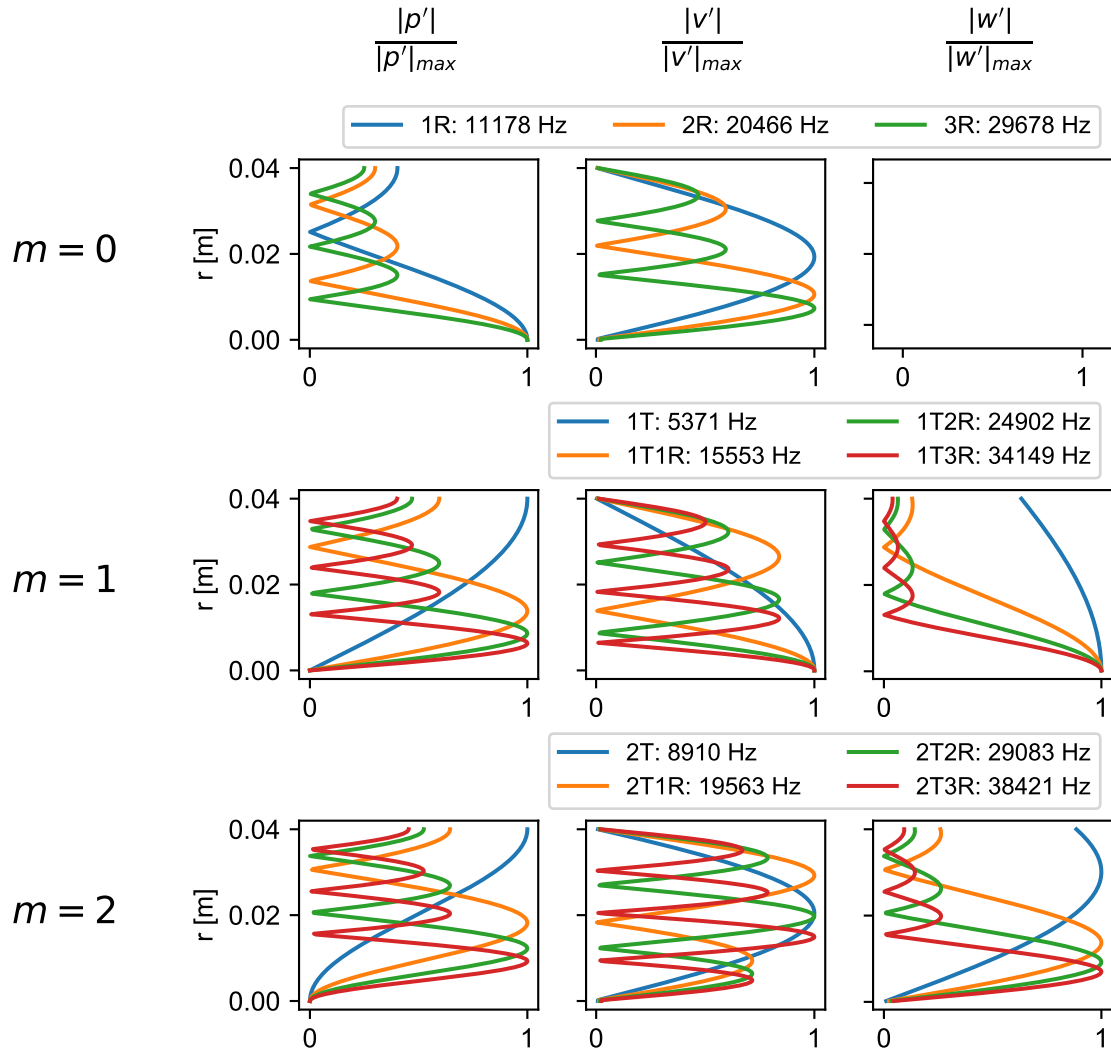 |p′| |v′| |w′|
|p′|max |v′|max |w′|max
1R: 11178 Hz 2R: 20466 Hz 3R: 29678 Hz
m = 0
r [m]
0.04
0.02
0.00
0 1 0 1 0 1
1T: 5371 Hz 1T2R: 24902 Hz
1T1R: 15553 Hz 1T3R: 34149 Hz
m = 1
r [m]
0.04
0.02
0.00
0 1 0 1 0 1
2T: 8910 Hz 2T2R: 29083 Hz
2T1R: 19563 Hz 2T3R: 38421 Hz
m = 2
r [m]
0.04
0.02
0.00
0 1 0 1 0 1